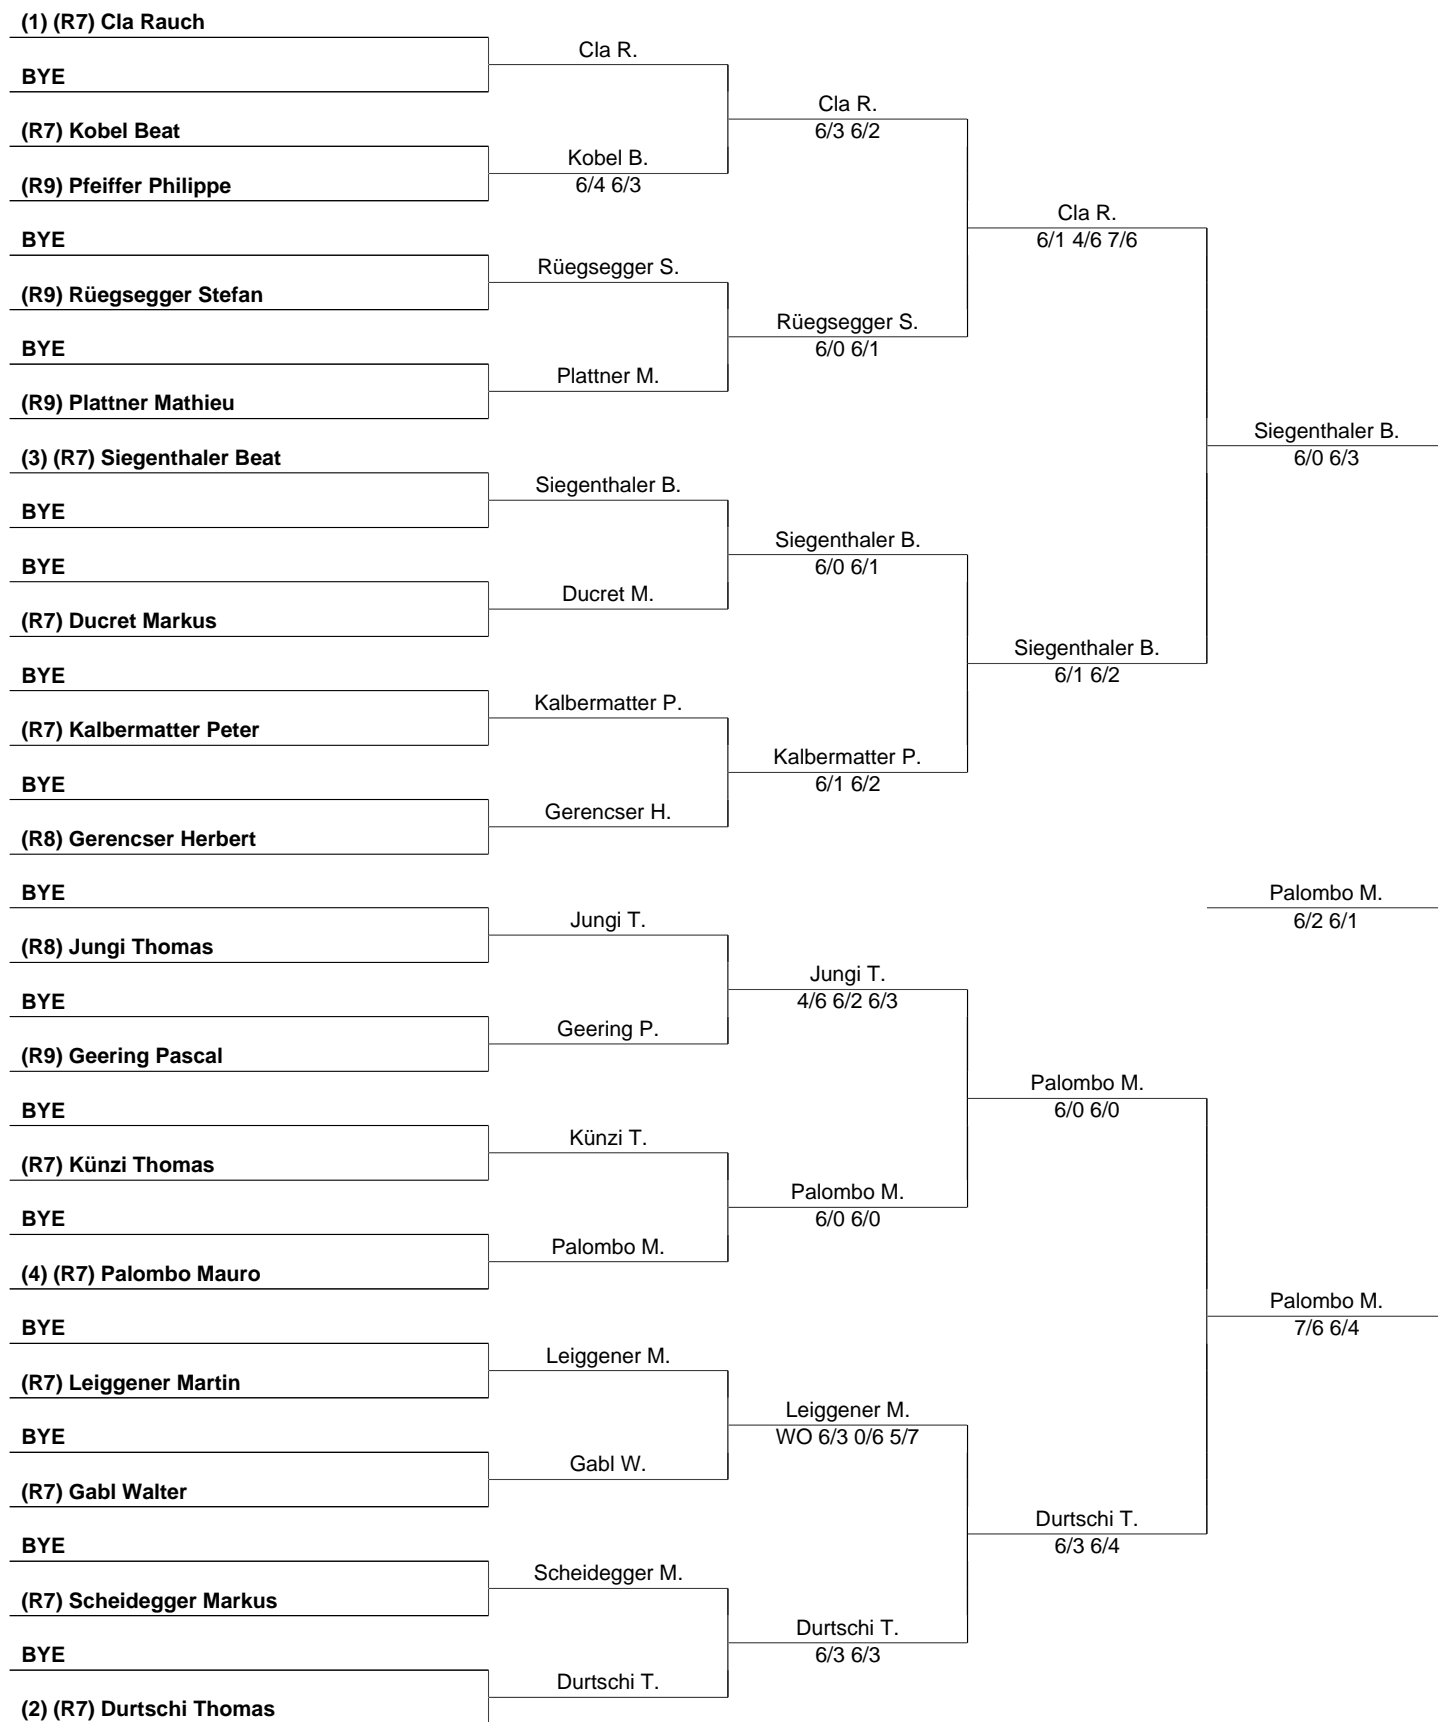 (1) (R7) Cla Rauch
BYE
(R7) Kobel Beat
(R9) Pfeiffer Philippe
BYE
(R9) Rüegsegger Stefan
BYE
(R9) Plattner Mathieu
(3) (R7) Siegenthaler Beat
BYE
BYE
(R7) Ducret Markus
BYE
(R7) Kalbermatter Peter
BYE
(R8) Gerencser Herbert
BYE
(R8) Jungi Thomas
BYE
(R9) Geering Pascal
BYE
(R7) Künzi Thomas
BYE
(4) (R7) Palombo Mauro
BYE
(R7) Leiggener Martin
BYE
(R7) Gabl Walter
BYE
(R7) Scheidegger Markus
BYE
(2) (R7) Durtschi Thomas
Cla R.
Kobel B.
6/4 6/3
Rüegsegger S.
Plattner M.
Siegenthaler B.
Ducret M.
Kalbermatter P.
Gerencser H.
Jungi T.
Geering P.
Künzi T.
Palombo M.
Leiggener M.
Gabl W.
Scheidegger M.
Durtschi T.
Cla R.
6/3 6/2
Rüegsegger S.
6/0 6/1
Siegenthaler B.
6/0 6/1
Kalbermatter P.
6/1 6/2
Jungi T.
4/6 6/2 6/3
Palombo M.
6/0 6/0
Leiggener M.
WO 6/3 0/6 5/7
Durtschi T.
6/3 6/3
Cla R.
6/1 4/6 7/6
Siegenthaler B.
6/1 6/2
Palombo M.
6/0 6/0
Durtschi T.
6/3 6/4
Siegenthaler B.
6/0 6/3
Palombo M.
6/2 6/1
Palombo M.
7/6 6/4